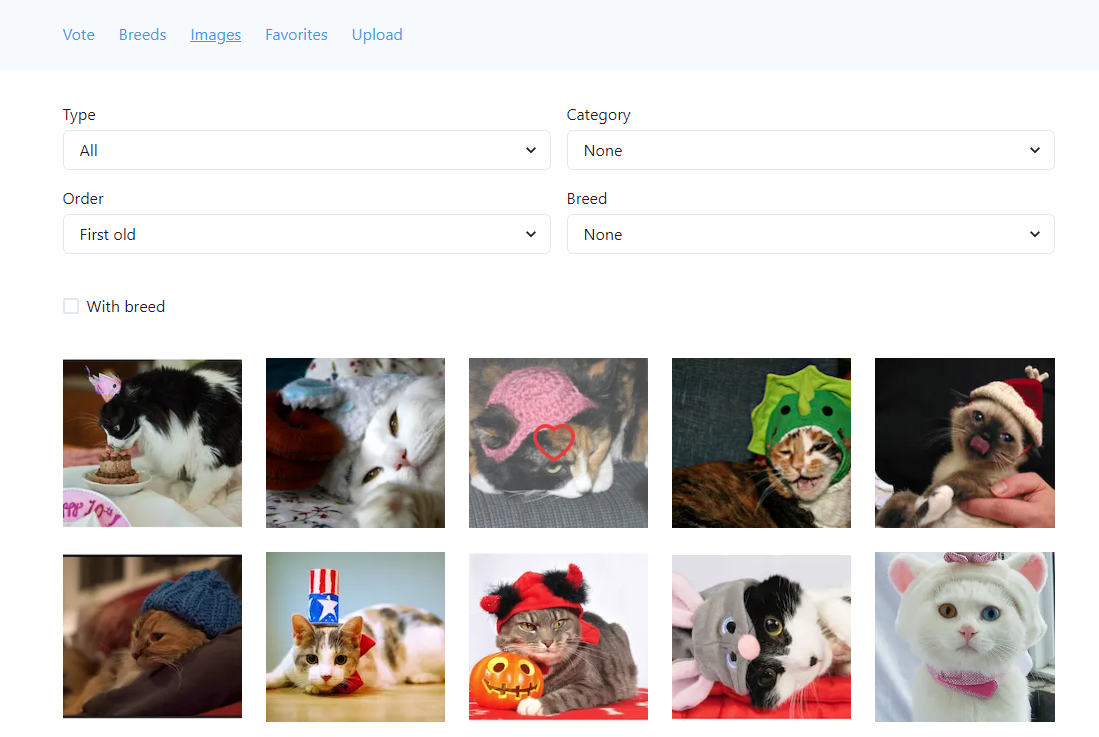 Vote Breeds Images Favorites Upload
Type Category
All None
Order Breed
First old None
With breed